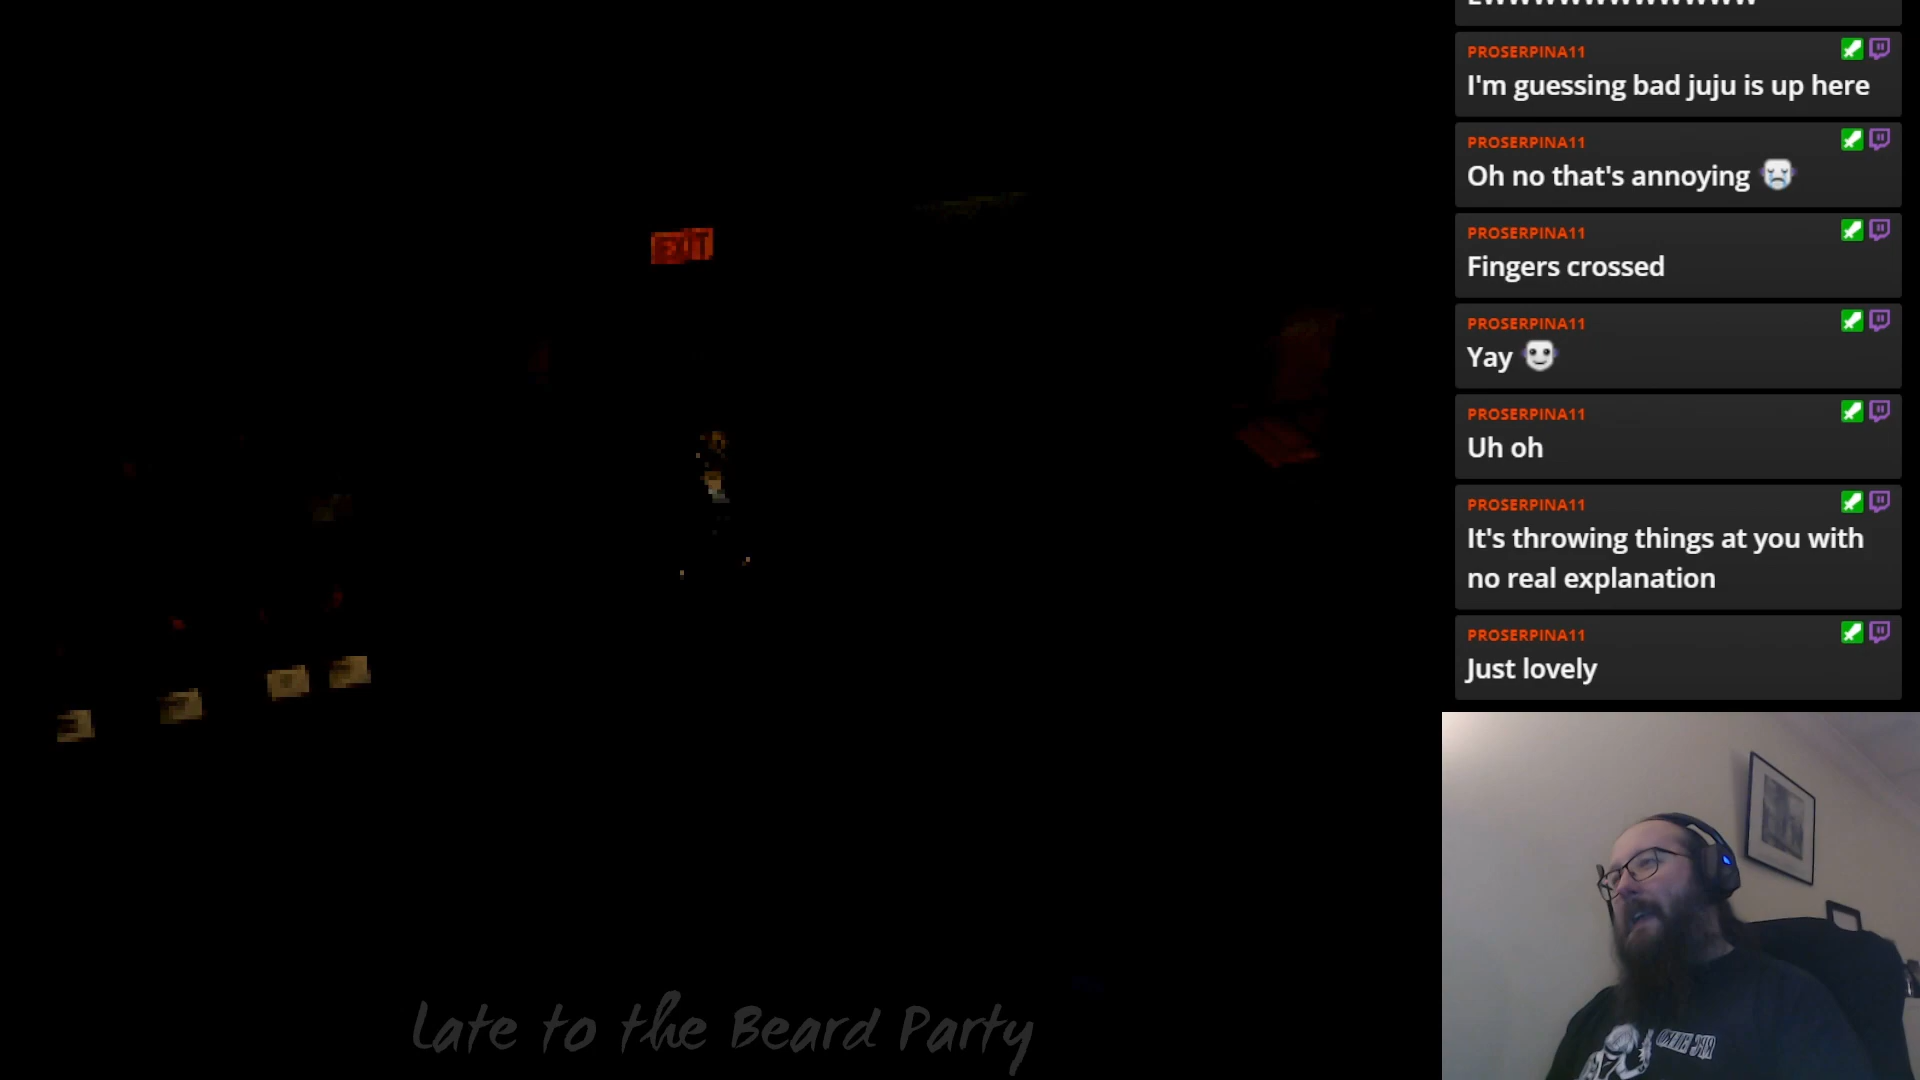 PROSERPINA11
I'm guessing bad juju is up here
PROSERPINA11
Oh no that's annoying
PROSERPINA11
Fingers crossed
PROSERPINA11
Yay
PROSERPINA11
Uh oh
PROSERPINA11
It's throwing things at you with
no real explanation
PROSERPINA11
Just lovely
EXIT
Late to the Beard Party